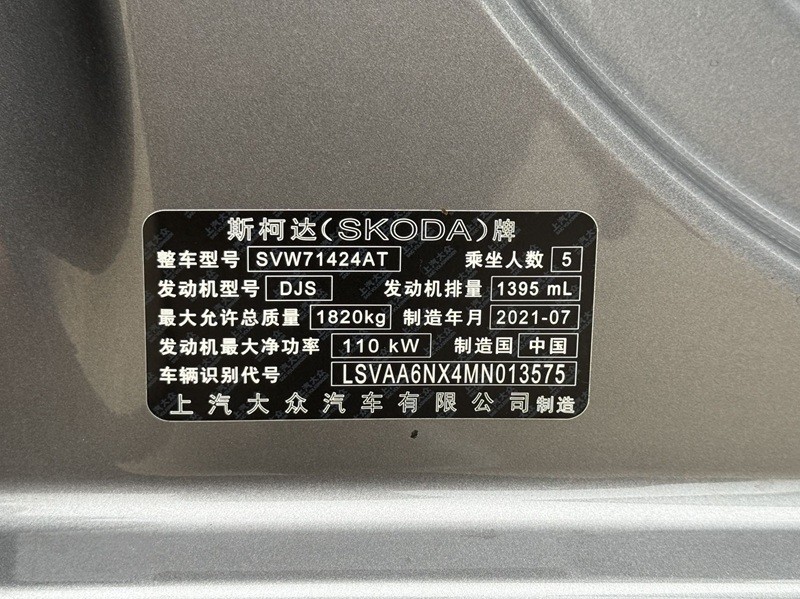 斯柯达(SKODA)牌
整车型号 SVW71424AT 乘坐人数 5
发动机型号 DJS 发动机排量 1395 mL
最大允许总质量 1820kg 制造年月 2021-07
发动机最大净功率 110 kW 制造国 中国
车辆识别代号 LSVAA6NX4MN013575
上汽大众汽车有限公司制造